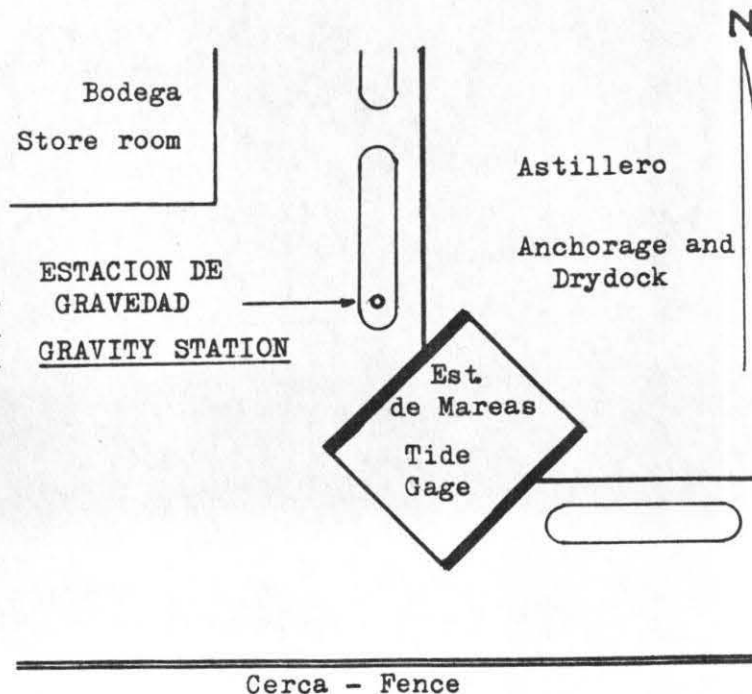 N
Bodega
Store room
Astillero
Anchorage and
Drydock
ESTACION DE
GRAVEDAD
GRAVITY STATION
Est.
de Mareas
Tide
Gage
Cerca - Fence